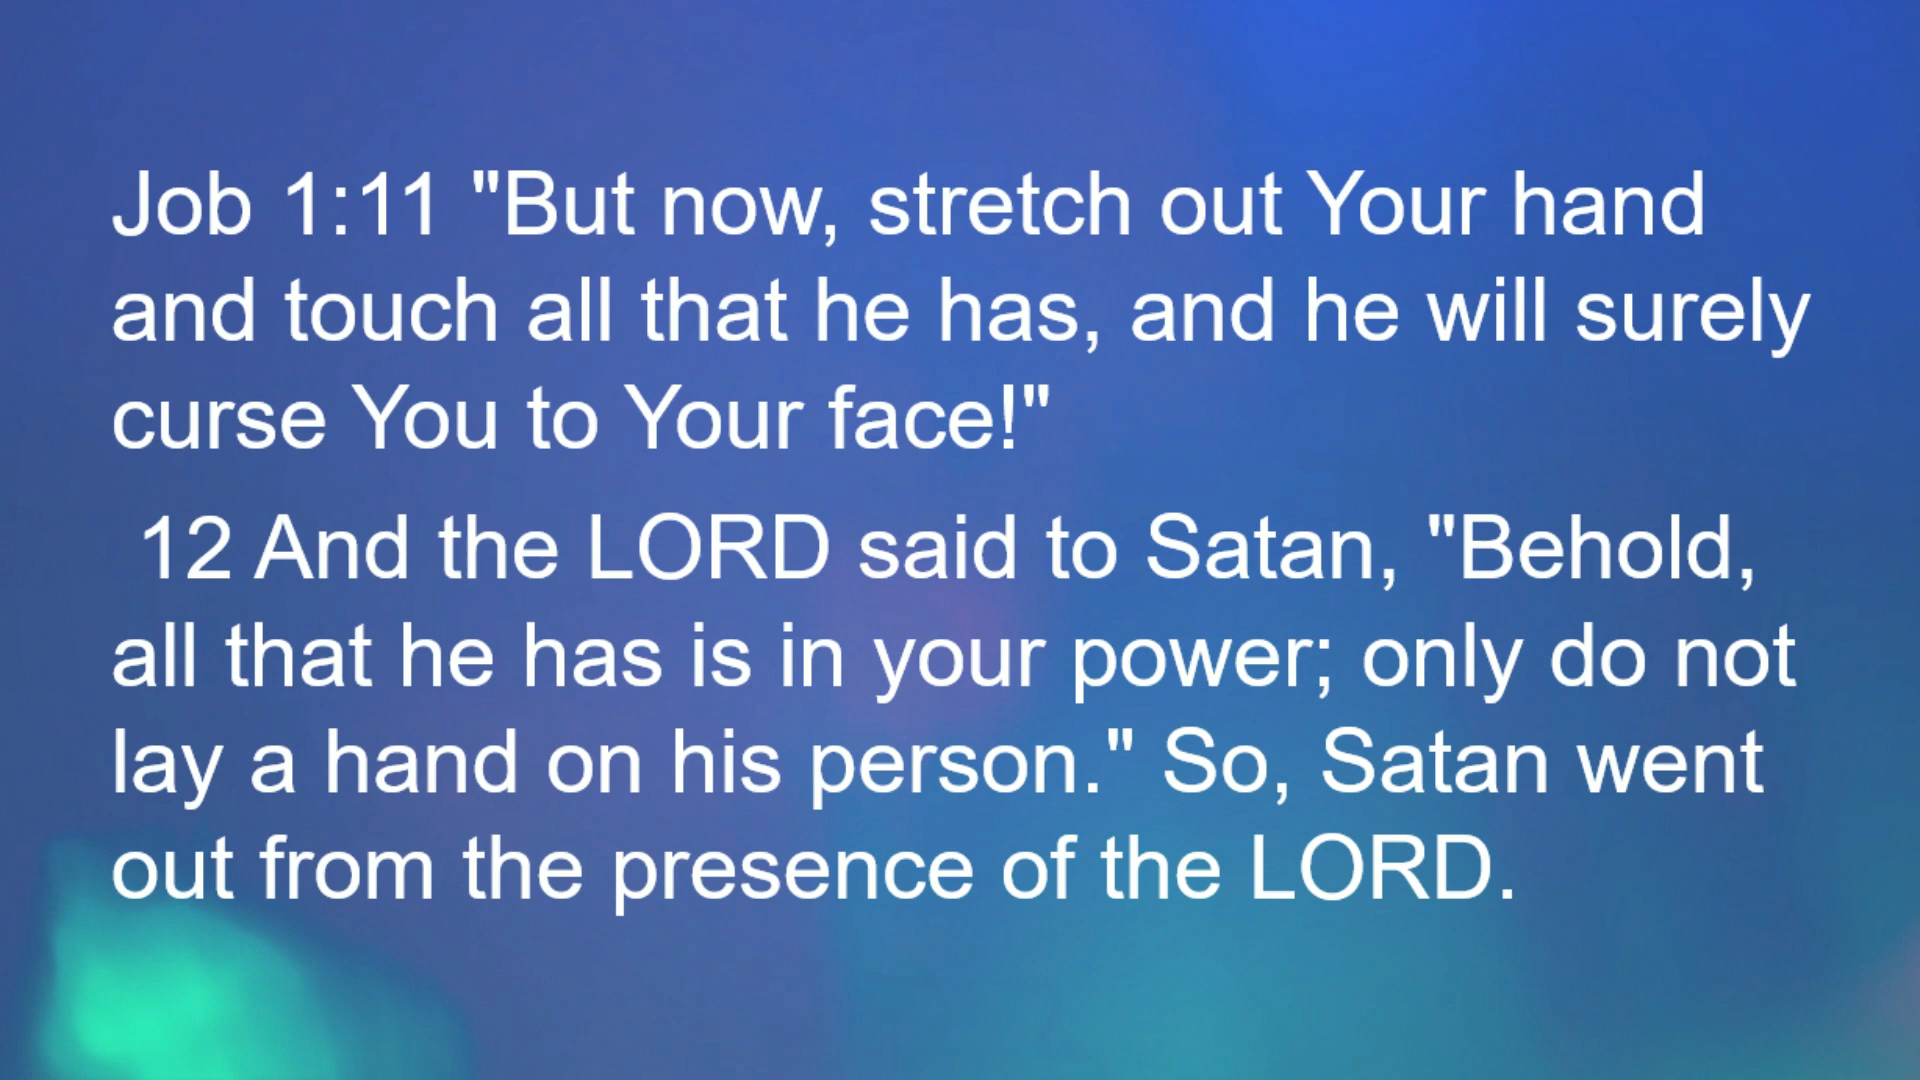 Job 1:11 "But now, stretch out Your hand
and touch all that he has, and he will surely
curse You to Your face!"
12 And the LORD said to Satan, "Behold,
all that he has is in your power; only do not
lay a hand on his person." So, Satan went
out from the presence of the LORD.